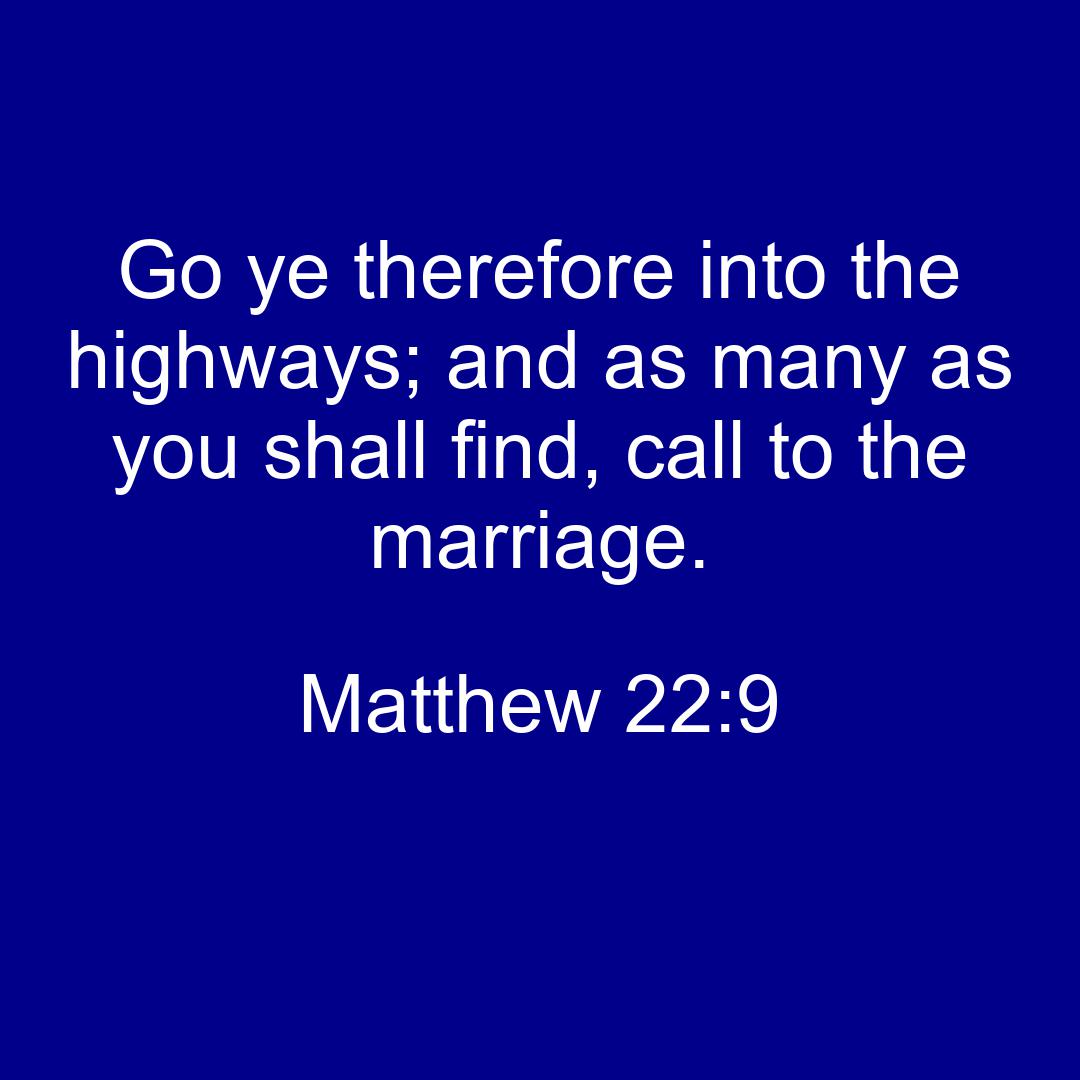 Go ye therefore into the
highways; and as many as
you shall find, call to the
marriage.
Matthew 22:9